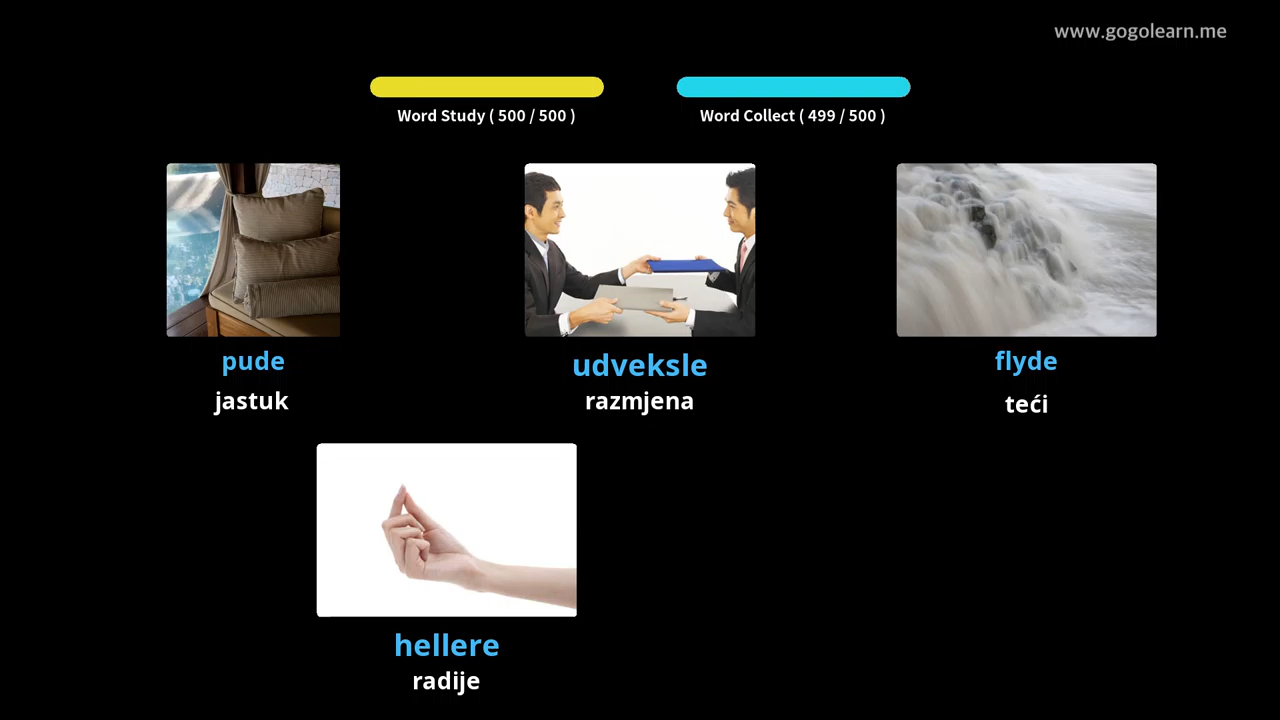 www.gogolearn.me
Word Study ( 500 / 500 )
Word Collect ( 499 / 500 )
pude
jastuk
udveksle
razmjena
flyde
teći
hellere
radije